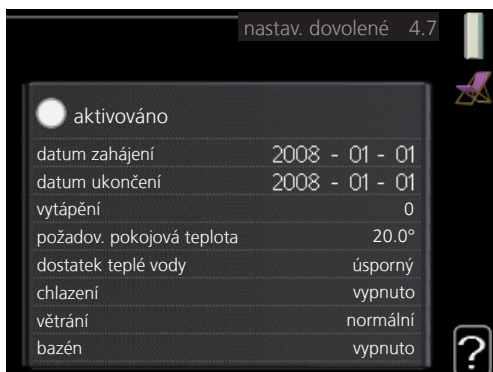 nastav. dovolené 4.7
aktivováno
datum zahájení 2008 - 01 - 01
datum ukončení 2008 - 01 - 01
vytápění 0
požadov. pokojová teplota 20.0°
dostatek teplé vody úsporný
chlazení vypnuto
větrání normální
bazén vypnuto
?